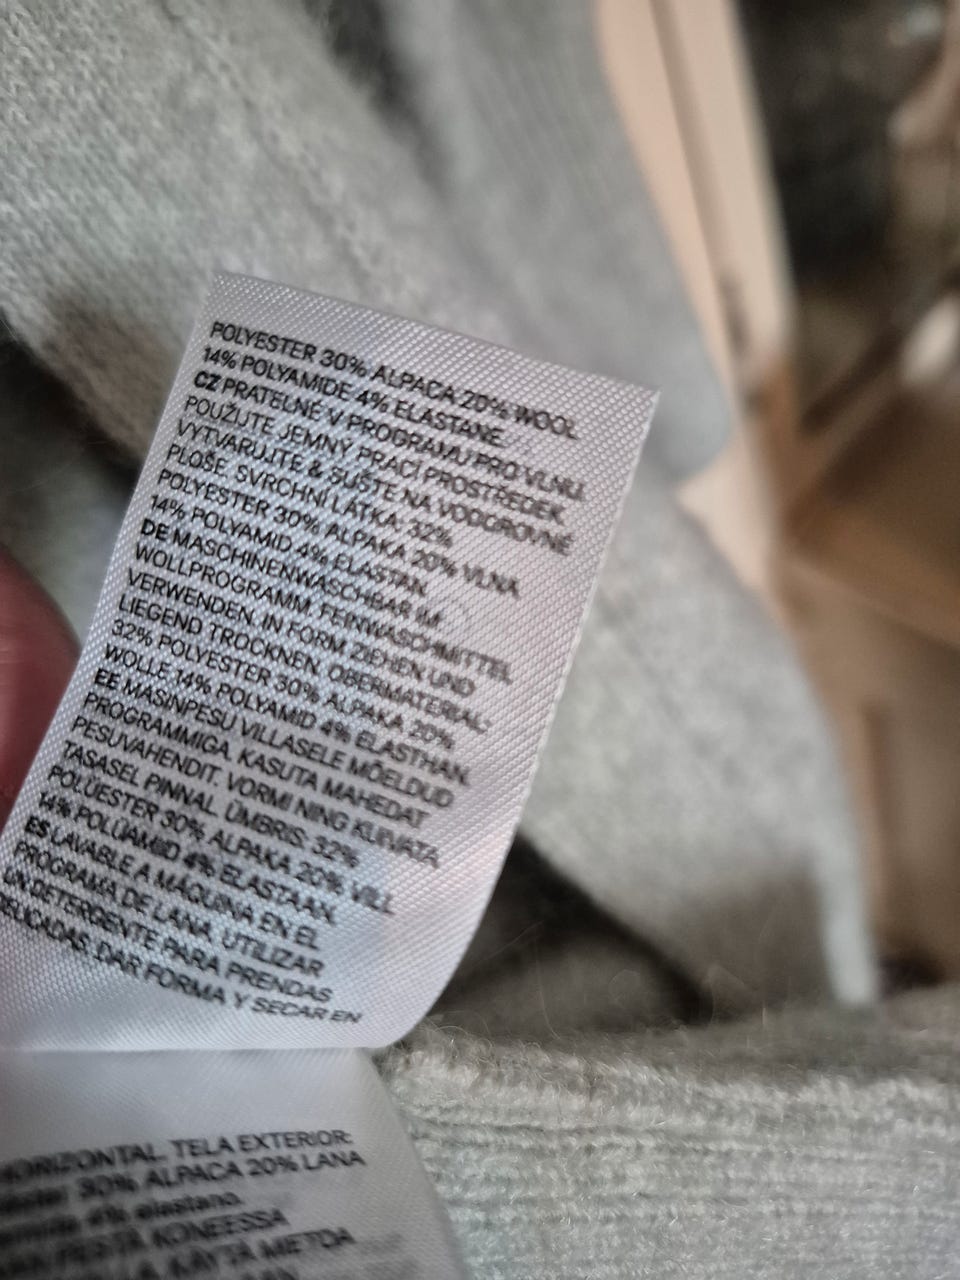 POLYESTER 30% ALPACA 20% WOOL
14% POLYAMIDE 4% ELASTANE.
CZ PRATELNÉ V PROGRAMU PRO VLNU.
POUŽIJTE JEMNÝ PRACÍ PROSTŘEDEK.
VYTVARUJTE & SUŠTE NA VODOROVNÉ
PLOŠE. SVRCHNÍ LÁTKA: 32%
POLYESTER 30% ALPAKA 20% VLNA
14% POLYAMID 4% ELASTAN.
DE MASCHINENWASCHBAR IM
WOLLPROGRAMM. FEINWASCHMITTEL
VERWENDEN. IN FORM ZIEHEN UND
LIEGEND TROCKNEN. OBERMATERIAL:
32% POLYESTER 30% ALPAKA 20%
WOLLE 14% POLYAMID 4% ELASTHAN.
EE MASINPESU VILLASELE MÕELDUD
PROGRAMMIGA. KASUTA MAHEDAT
PESUVAHENDIT. VORMI NING KUIVATA
TASASEL PINNAL. ÜMBRIS: 32%
POLÜESTER 30% ALPAKA 20% VILL
14% POLÜAMIID 4% ELASTAAN.
ES LAVABLE A MÁQUINA EN EL
PROGRAMA DE LANA. UTILIZAR
UN DETERGENTE PARA PRENDAS
DELICADAS. DAR FORMA Y SECAR EN
HORIZONTAL. TELA EXTERIOR:
30% ALPACA 20% LANA
4% elastano.
KONEESSA
KÄYTÄ MIETOA